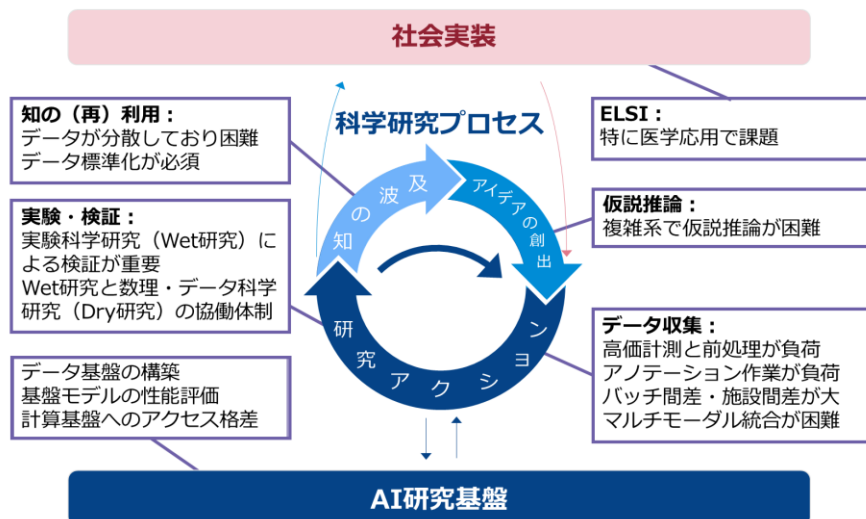 社会実装
科学研究プロセス
知の（再）利用：
データが分散しており困難
データ標準化が必須
ELSI：
特に医学応用で課題
知の波及
アイデアの創出
実験・検証：
実験科学研究（Wet研究）に
よる検証が重要
Wet研究と数理・データ科学
研究（Dry研究）の協働体制
仮説推論：
複雑系で仮説推論が困難
研究アクション
データ収集：
高価計測と前処理が負荷
アノテーション作業が負荷
バッチ間差・施設間差が大
マルチモーダル統合が困難
データ基盤の構築
基盤モデルの性能評価
計算基盤へのアクセス格差
AI研究基盤